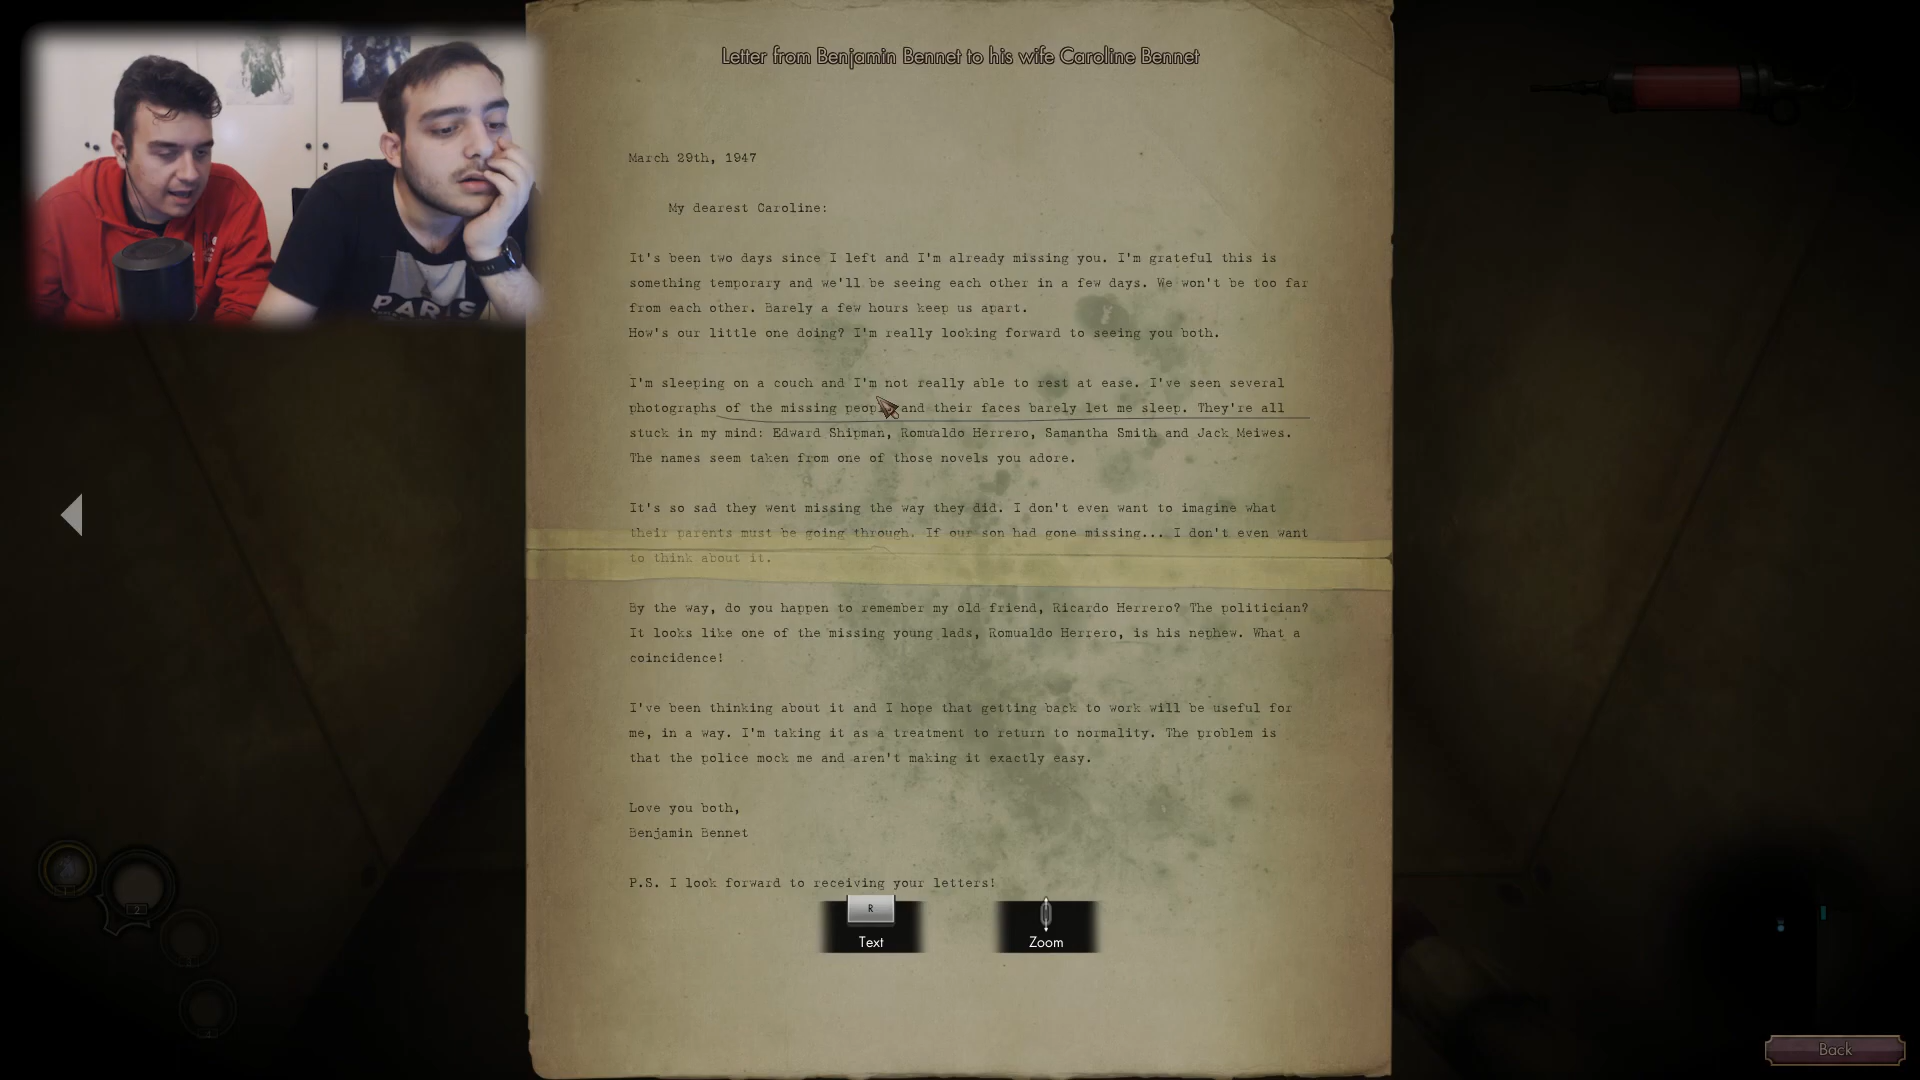 Letter from Benjamin Bennet to his wife Caroline Bennet
March 29th, 1947
My dearest Caroline:
It's been two days since I left and I'm already missing you. I'm grateful this is
something temporary and we'll be seeing each other in a few days. We won't be too far
from each other. Barely a few hours keep us apart.
How's our little one doing? I'm really looking forward to seeing you both.
I'm sleeping on a couch and I'm not really able to rest at ease. I've seen several
photographs of the missing people and their faces barely let me sleep. They're all
stuck in my mind: Edward Shipman, Romualdo Herrero, Samantha Smith and Jack Meiwes.
The names seem taken from one of those novels you adore.
It's so sad they went missing the way they did. I don't even want to imagine what
their parents must be going through. If our son had gone missing... I don't even want
to think about it.
By the way, do you happen to remember my old friend, Ricardo Herrero? The politician?
It looks like one of the missing young lads, Romualdo Herrero, is his nephew. What a
coincidence!
I've been thinking about it and I hope that getting back to work will be useful for
me, in a way. I'm taking it as a treatment to return to normality. The problem is
that the police mock me and aren't making it exactly easy.
Love you both,
Benjamin Bennet
P.S. I look forward to receiving your letters!
R
Text
Zoom
Back
PARIS
2